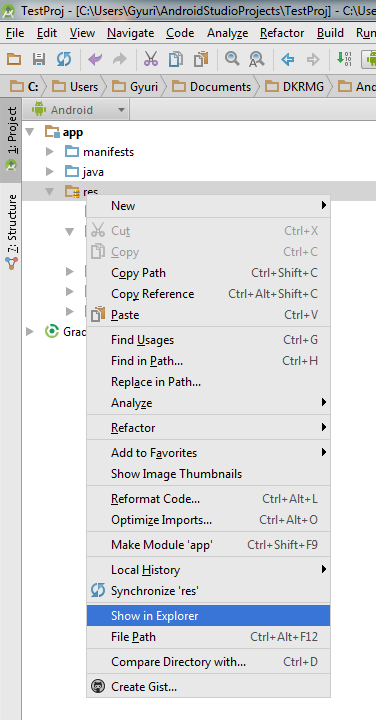 TestProj - [C:\Users\Gyuri\AndroidStudioProjects\TestProj] - C:\Use
File Edit View Navigate Code Analyze Refactor Build Run
C: Users Gyuri Documents DKRMG And
1: Project
7: Structure
Android
app
manifests
java
res
New
Cut Ctrl+X
Copy Ctrl+C
Copy Path Ctrl+Shift+C
Copy Reference Ctrl+Alt+Shift+C
Paste Ctrl+V
Grad
Find Usages Ctrl+G
Find in Path... Ctrl+H
Replace in Path...
Analyze
Refactor
Add to Favorites
Show Image Thumbnails
Reformat Code... Ctrl+Alt+L
Optimize Imports... Ctrl+Alt+O
Make Module 'app' Ctrl+Shift+F9
Local History
Synchronize 'res'
Show in Explorer
File Path Ctrl+Alt+F12
Compare Directory with... Ctrl+D
Create Gist...